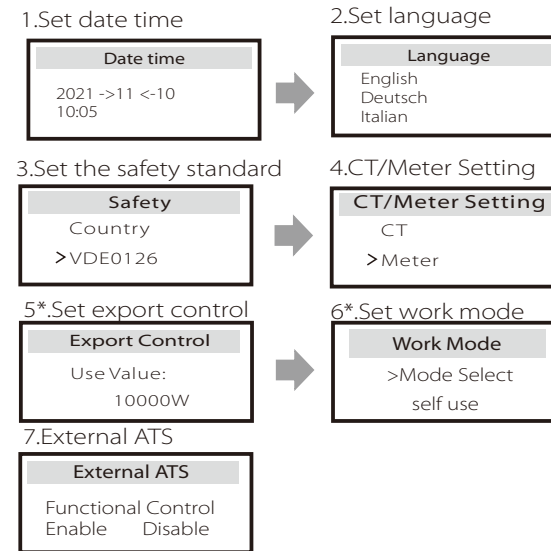 1.Set date time
Date time
2021 ->11 <-10
10:05
2.Set language
Language
English
Deutsch
Italian
3.Set the safety standard
Safety
Country
>VDE0126
4.CT/Meter Setting
CT/Meter Setting
CT
>Meter
5*.Set export control
Export Control
Use Value:
10000W
6*.Set work mode
Work Mode
>Mode Select
self use
7.External ATS
External ATS
Functional Control
Enable Disable